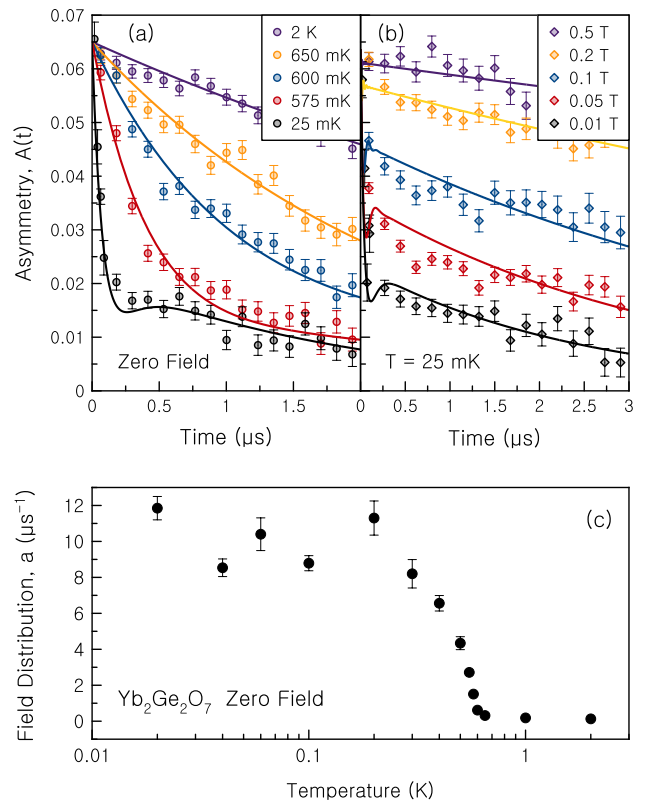 (a)
2 K
650 mK
600 mK
575 mK
25 mK
(b)
0.5 T
0.2 T
0.1 T
0.05 T
0.01 T
0.07
0.06
0.05
0.04
0.03
0.02
0.01
0
Asymmetry, A(t)
Zero Field
T = 25 mK
0 0.5 1 1.5
0.5 1 1.5 2 2.5 3
Time (µs)
Time (µs)
12
10
8
6
4
2
0
Field Distribution, a (µs⁻¹)
(c)
Yb₂Ge₂O₇ Zero Field
0.01 0.1 1
Temperature (K)